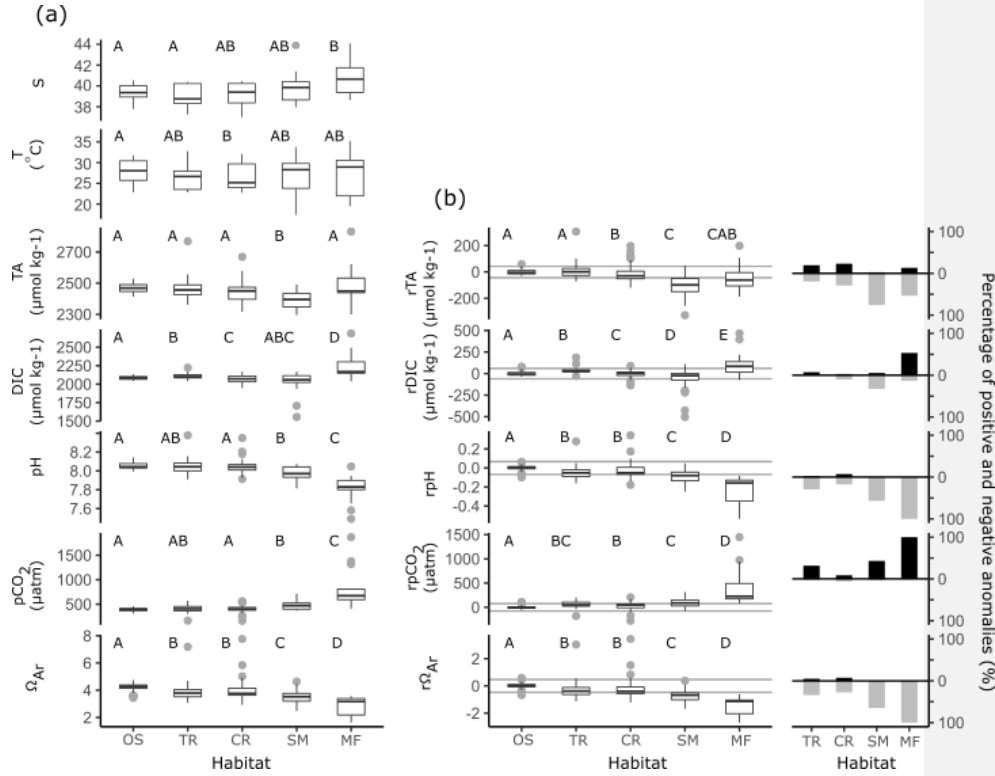 (a)
A A AB AB B
44
40
38
S
A AB B AB AB
35
30
25
20
T
(°C)
(b)
A A A B A
2700
2500
2300
TA
(μmol kg-1)
A A B C CAB
200
0
-200
rTA
(μmol kg-1)
100
0
100
A B C ABC D
2500
2250
2000
1750
1500
DIC
(μmol kg-1)
A B C D E
500
250
0
-250
-500
rDIC
(μmol kg-1)
100
0
100
A AB A B C
8.2
8.0
7.8
7.6
pH
A B B C D
0.0
-0.2
-0.4
rpH
100
0
100
A AB A B C
1500
1000
500
pCO2
(μatm)
A BC B C D
1500
1000
500
0
rpCO2
(μatm)
100
0
100
A B B C D
8
6
4
2
ΩAr
A B B C D
2
0
-2
rΩAr
100
0
100
OS TR CR SM MF
Habitat
OS TR CR SM MF
Habitat
TR CR SM MF
Habitat
Percentage of positive and negative anomalies (%)